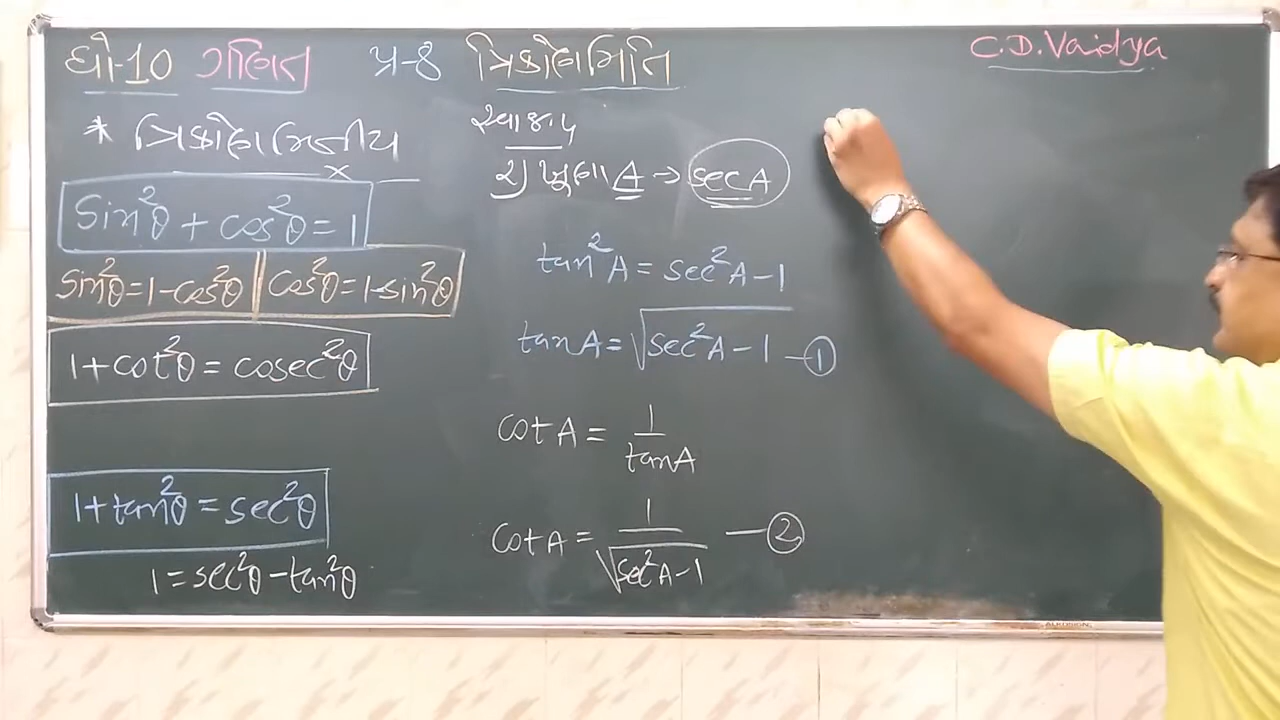 ધો-10 ગણિત પ્ર-8 ત્રિકોણમિતિ
C.D.Vaidya
* ત્રિકોણમિતીય
x
Sin²θ + cos²θ = 1
sin²θ = 1-cos²θ
cos²θ = 1-sin²θ
1+cot²θ = cosec²θ
1+tan²θ = sec²θ
1 = sec²θ - tan²θ
સ્વા ૪.૫
A → secA
tan²A = sec²A-1
tanA = √sec²A-1 - ①
cotA = 1/tanA
cotA = 1/√sec²A-1 - ②